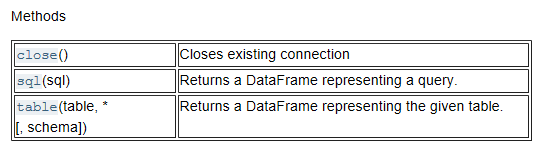 Methods
close() Closes existing connection
sql(sql) Returns a DataFrame representing a query.
table(table, * Returns a DataFrame representing the given table.
[, schema])